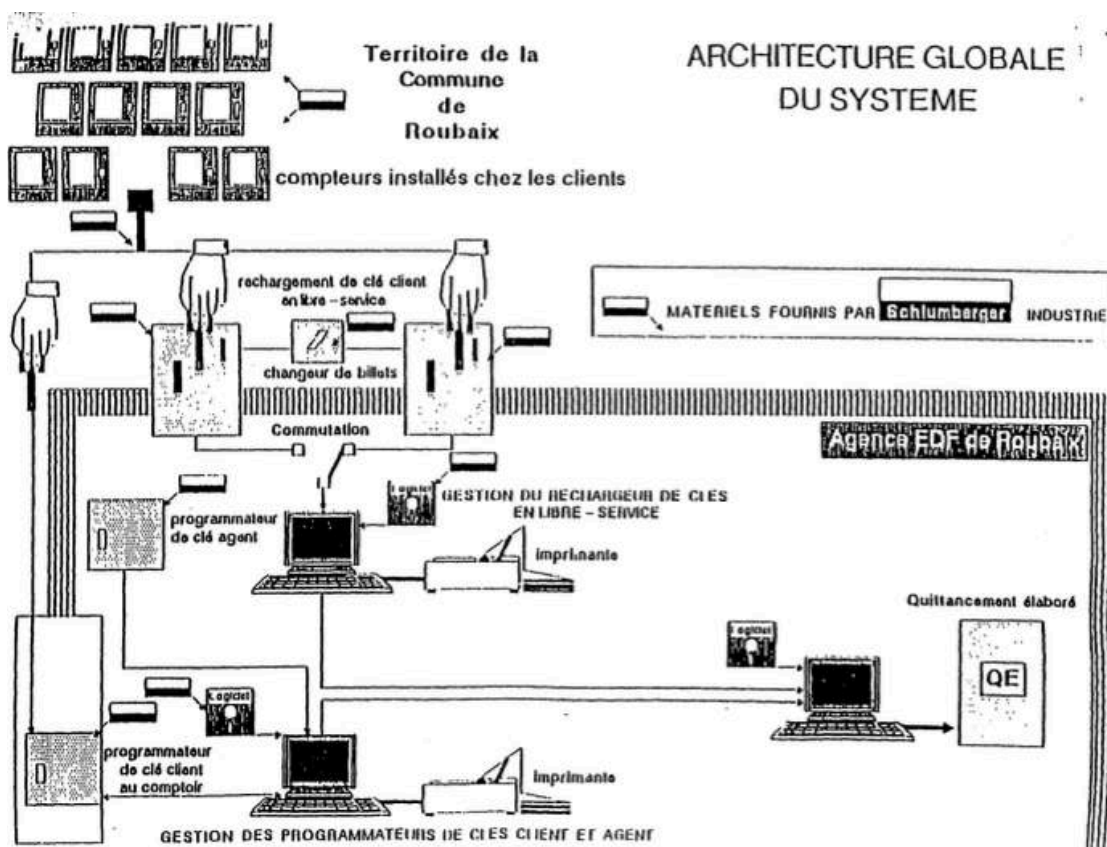 ARCHITECTURE GLOBALE
DU SYSTEME
Territoire de la
Commune
de
Roubaix
compteurs installés chez les clients
rechargement de clé client
en libre-service
changeur de billets
MATERIELS FOURNIS PAR Schlumberger INDUSTRIE
Commutation
Agence EDF de Roubaix
Logiciel
GESTION DU RECHARGEUR DE CLES
EN LIBRE-SERVICE
programmateur
de clé agent
imprimante
Quittancement élaboré
Logiciel
QE
Logiciel
programmateur
de clé client
au comptoir
imprimante
GESTION DES PROGRAMMATEURS DE CLES CLIENT ET AGENT